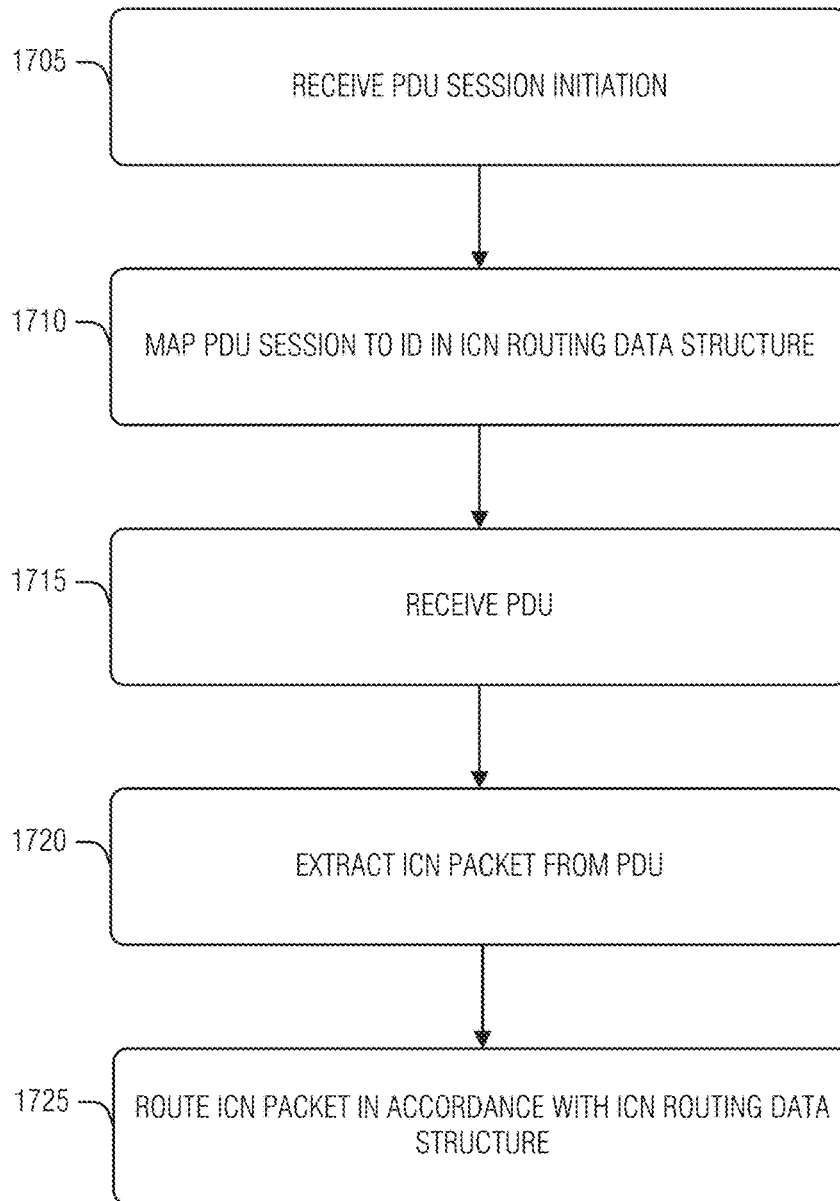 1705
RECEIVE PDU SESSION INITIATION
1710
MAP PDU SESSION TO ID IN ICN ROUTING DATA STRUCTURE
1715
RECEIVE PDU
1720
EXTRACT ICN PACKET FROM PDU
1725
ROUTE ICN PACKET IN ACCORDANCE WITH ICN ROUTING DATA
STRUCTURE